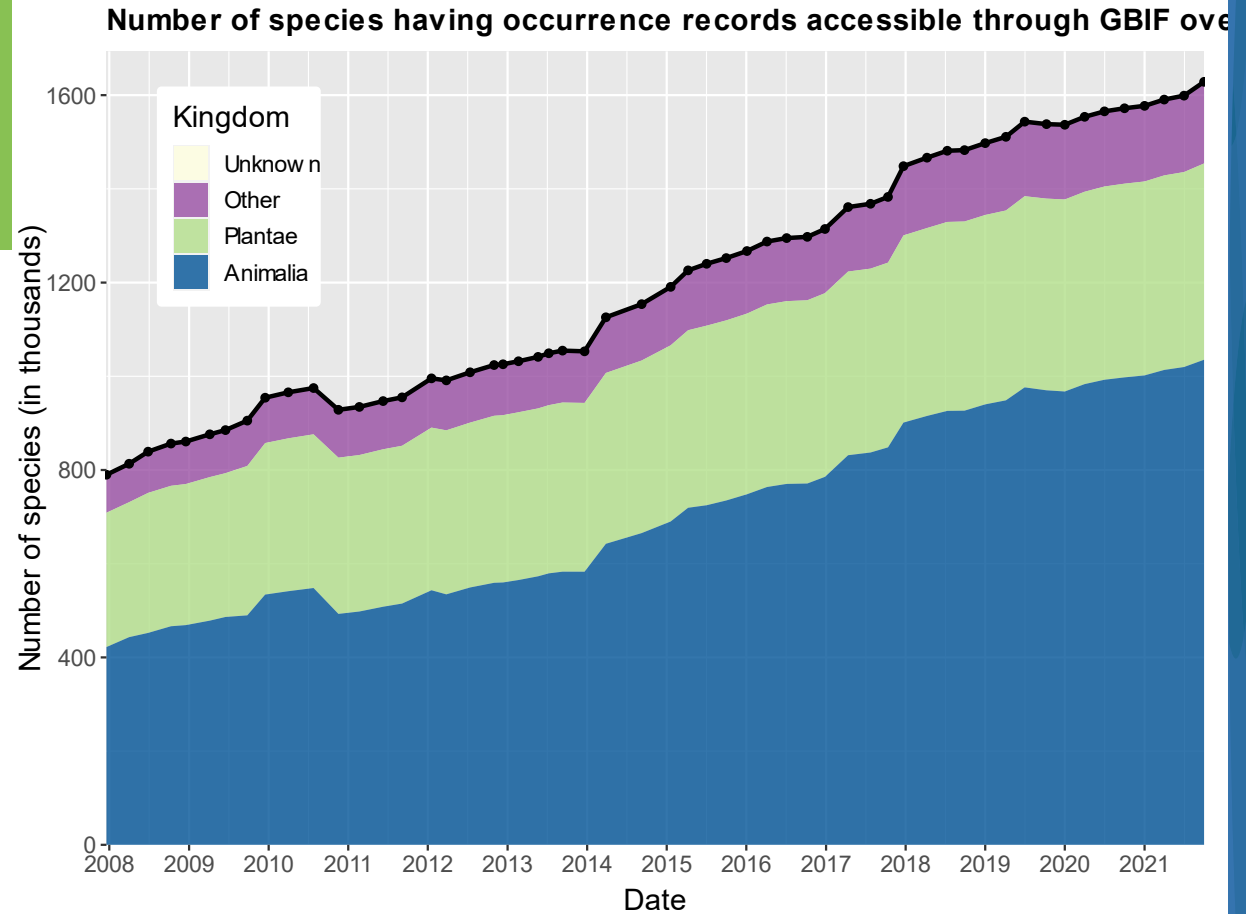 Number of species having occurrence records accessible through GBIF ove
Number of species (in thousands)
1600
1200
800
400
0
Kingdom
Unknown
Other
Plantae
Animalia
2008 2009 2010 2011 2012 2013 2014 2015 2016 2017 2018 2019 2020 2021
Date